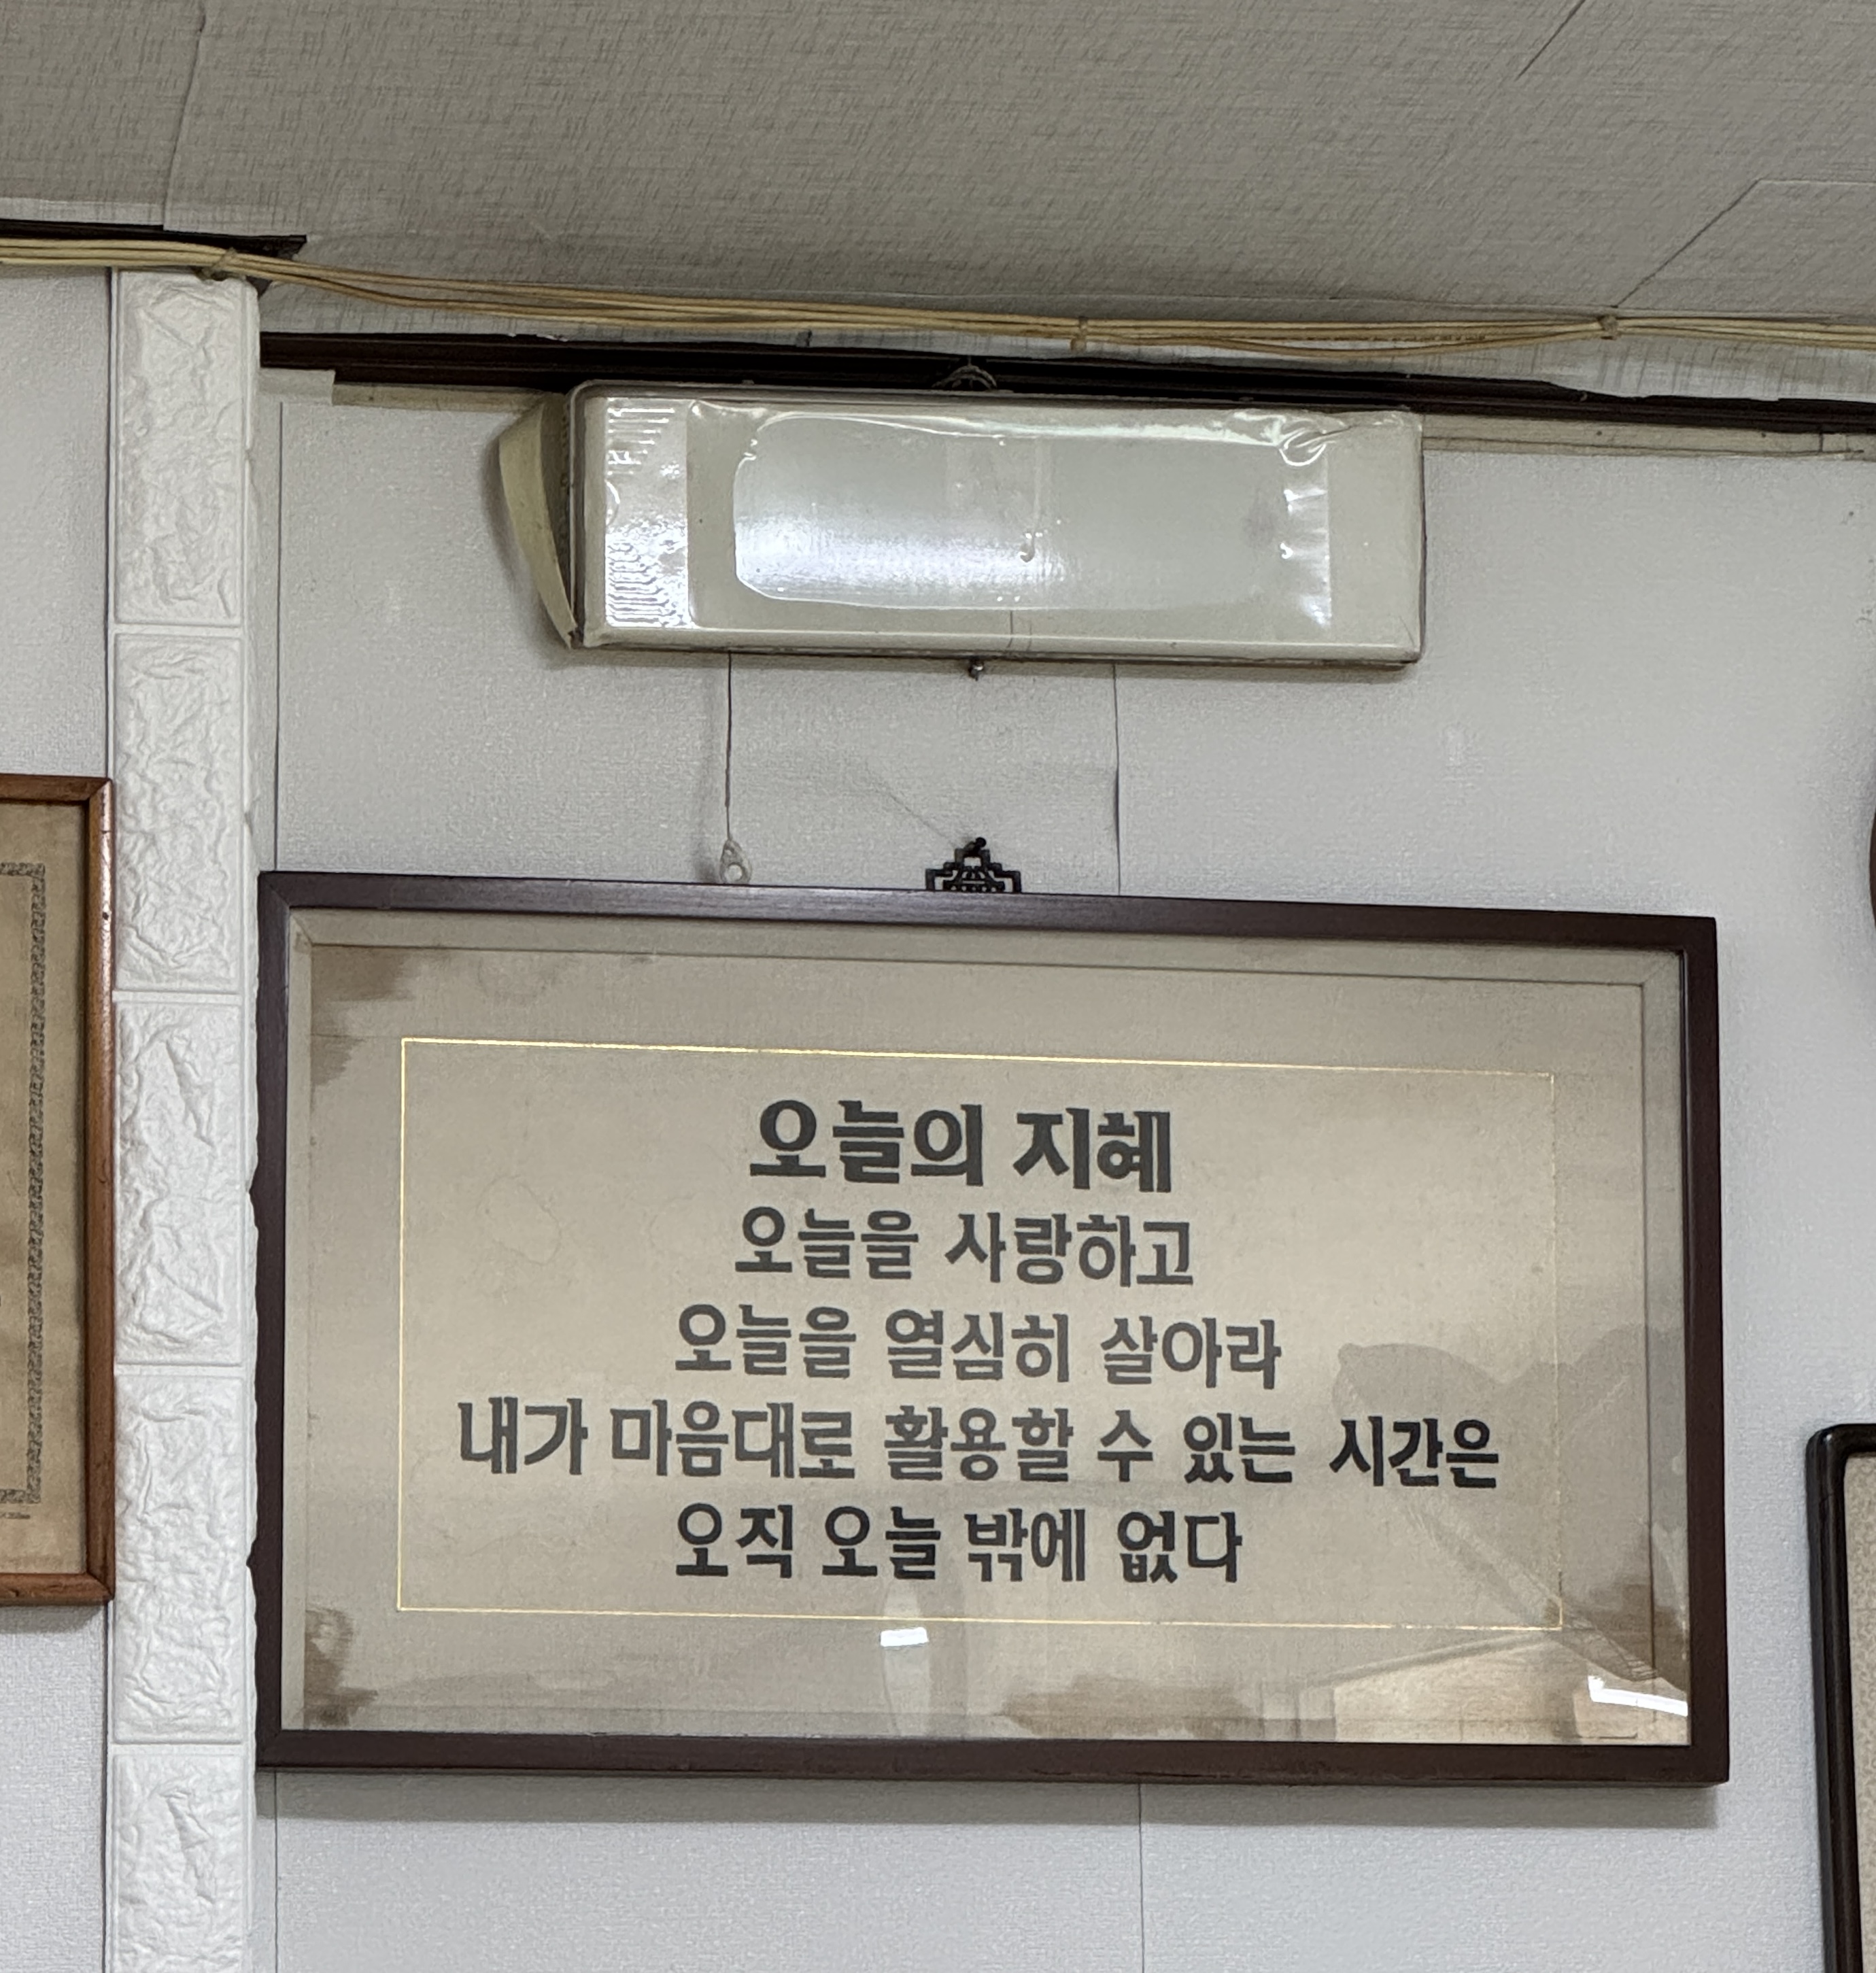 오늘의 지혜
오늘을 사랑하고
오늘을 열심히 살아라
내가 마음대로 활용할 수 있는 시간은
오직 오늘 밖에 없다